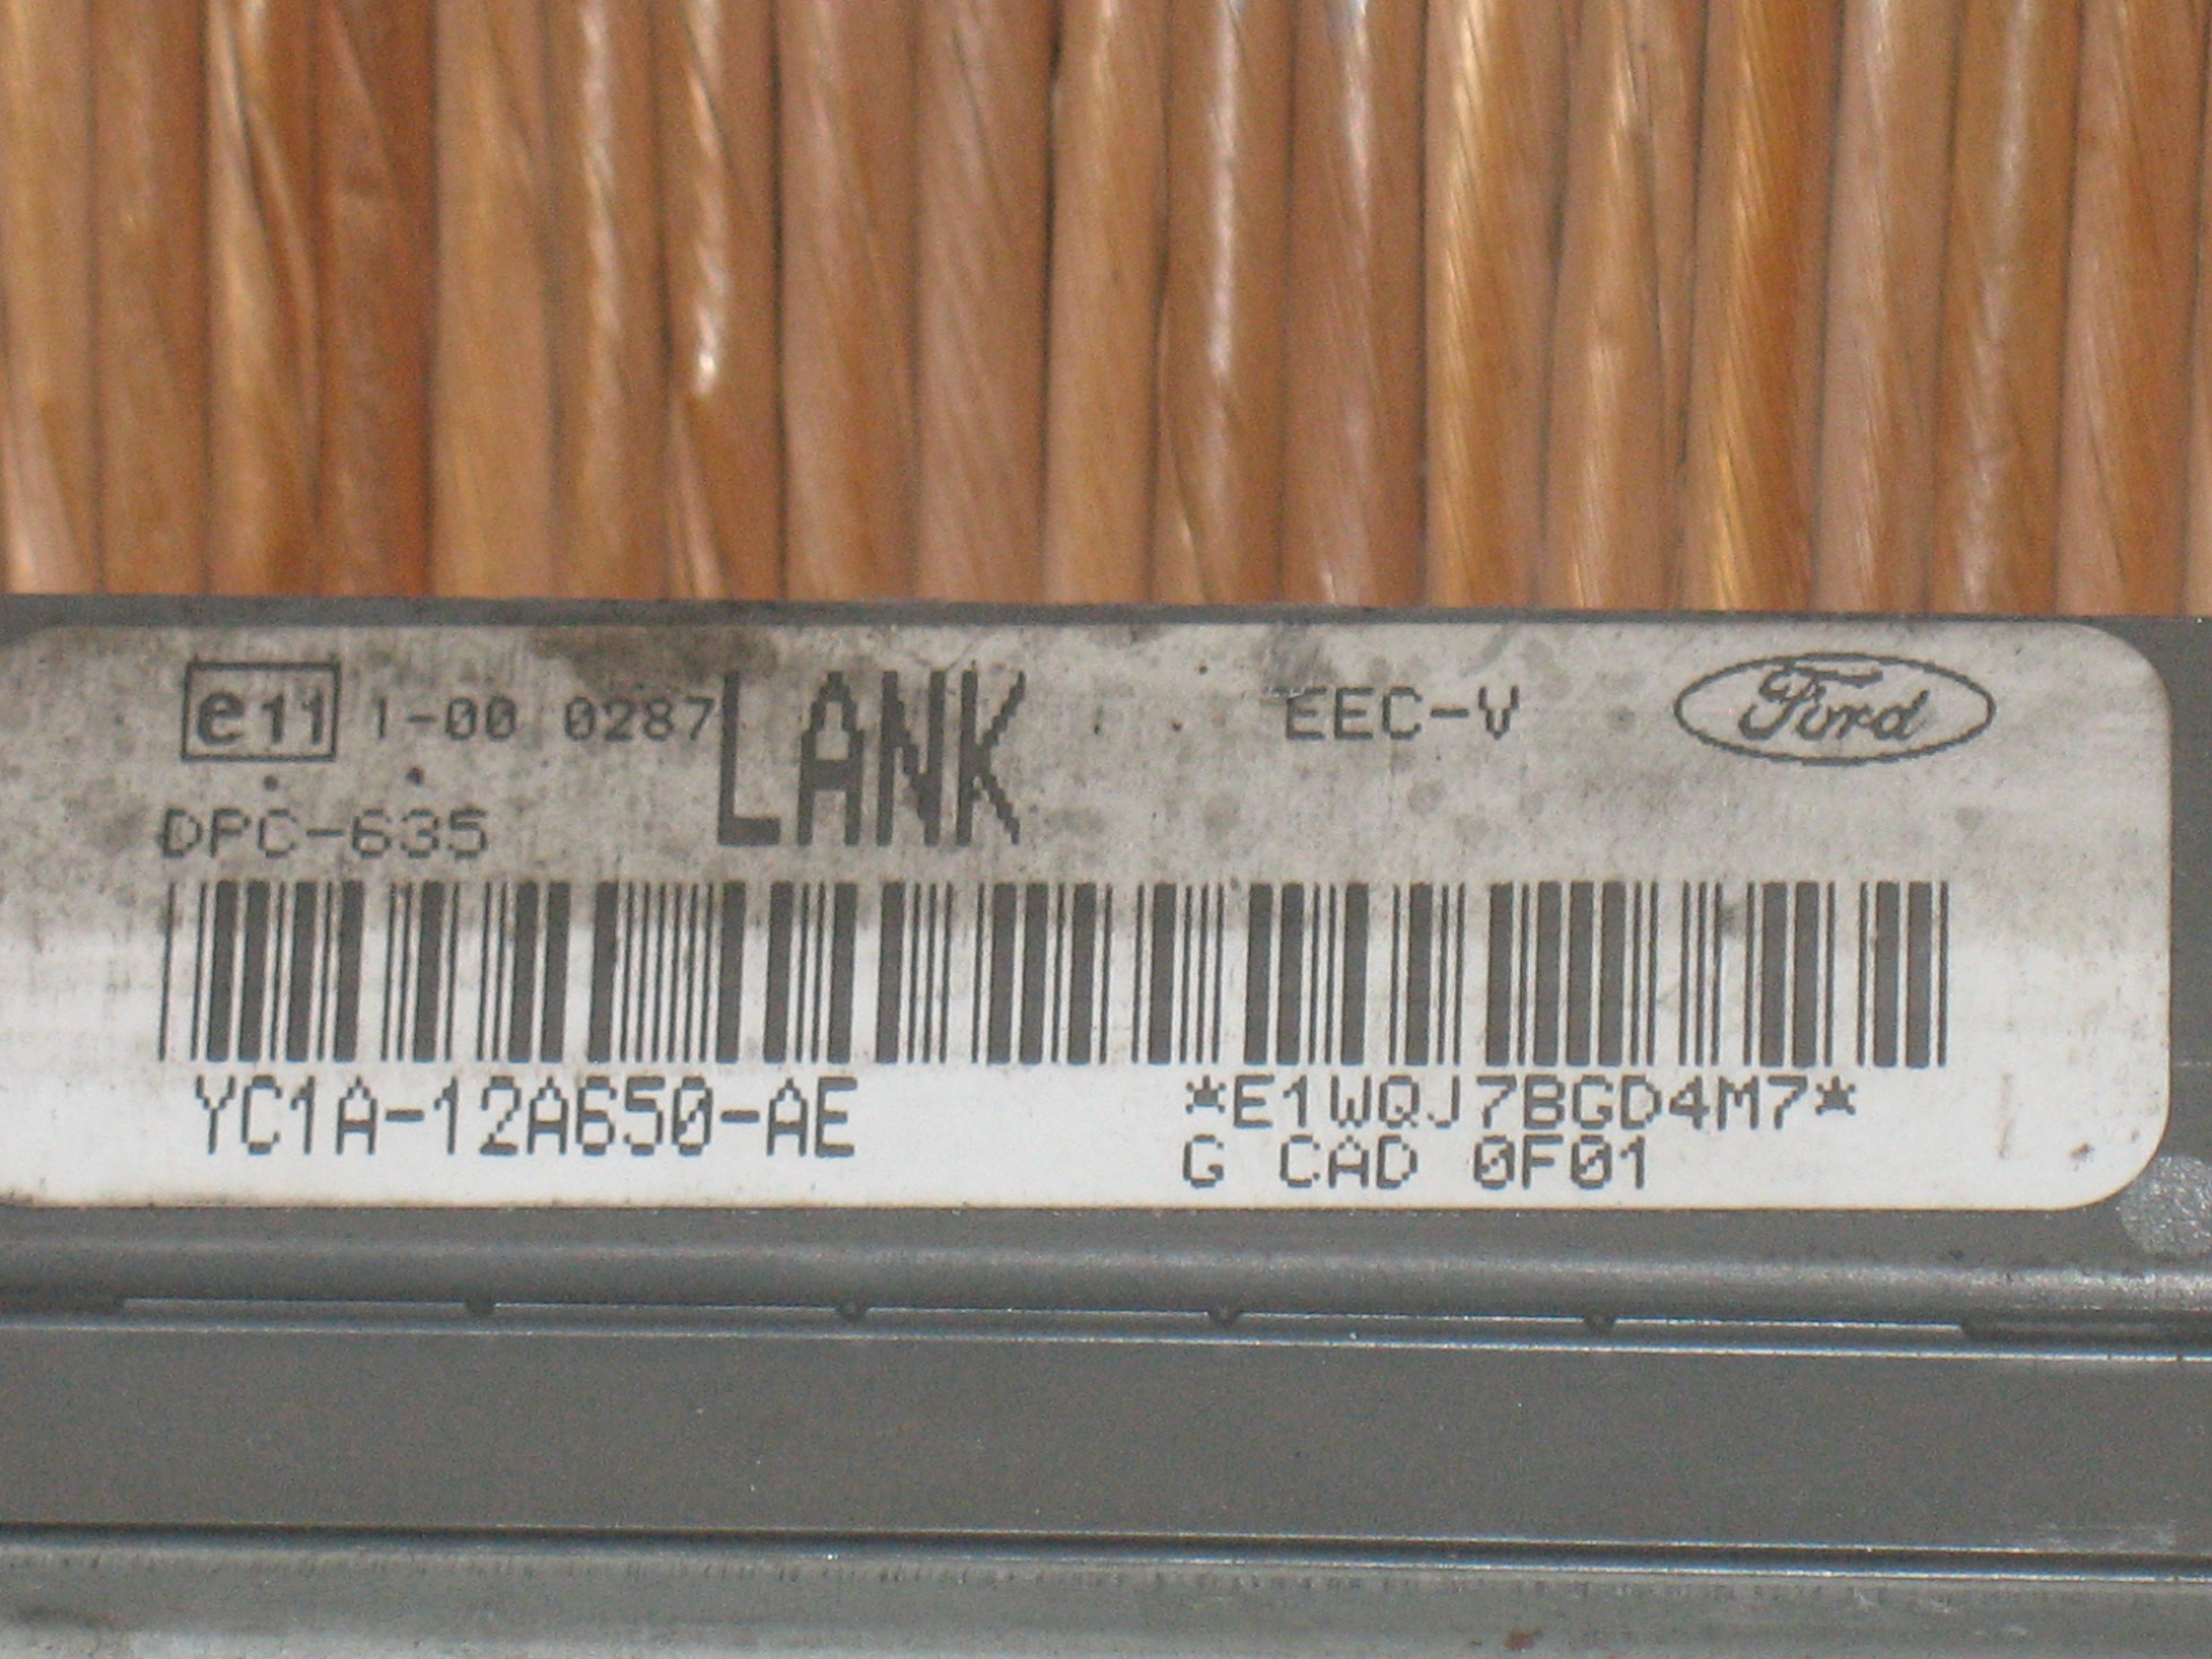 e11 1-00 0287 LANK EEC-V Ford
DPC-635
YC1A-12A650-AE *E1WQJ7BGD4M7*
G CAD 0F01